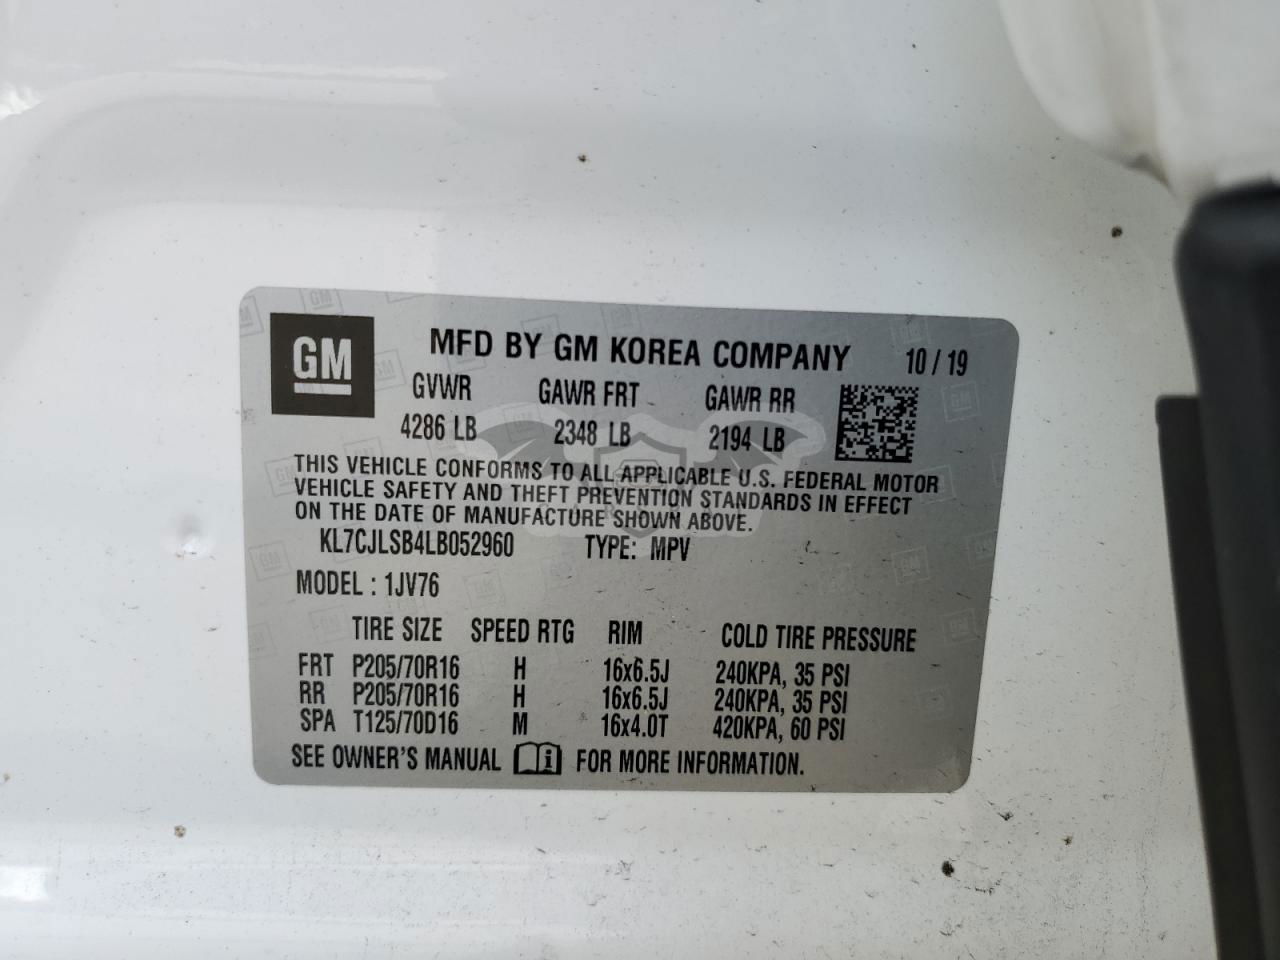 GM MFD BY GM KOREA COMPANY 10 / 19
GVWR GAWR FRT GAWR RR
4286 LB 2348 LB 2194 LB
THIS VEHICLE CONFORMS TO ALL APPLICABLE U.S. FEDERAL MOTOR
VEHICLE SAFETY AND THEFT PREVENTION STANDARDS IN EFFECT
ON THE DATE OF MANUFACTURE SHOWN ABOVE.
KL7CJLSB4LB052960 TYPE: MPV
MODEL : 1JV76
TIRE SIZE SPEED RTG RIM COLD TIRE PRESSURE
FRT P205/70R16 H 16x6.5J 240KPA, 35 PSI
RR P205/70R16 H 16x6.5J 240KPA, 35 PSI
SPA T125/70D16 M 16x4.0T 420KPA, 60 PSI
SEE OWNER'S MANUAL FOR MORE INFORMATION.